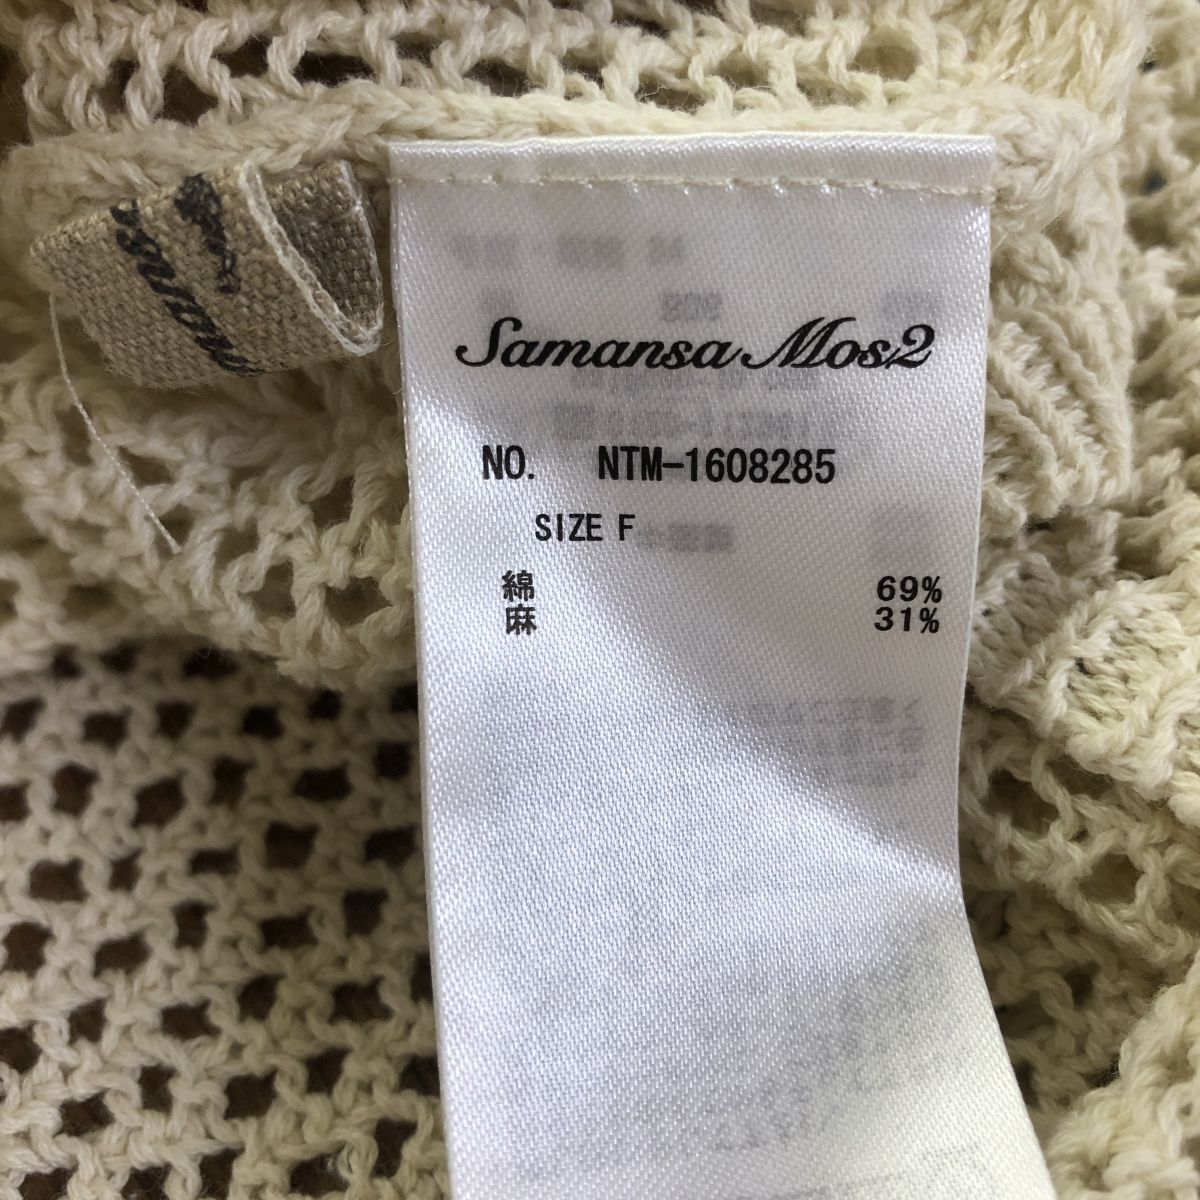 Samansa Mos2
NO. NTM-1608285
SIZE F
綿 69%
麻 31%